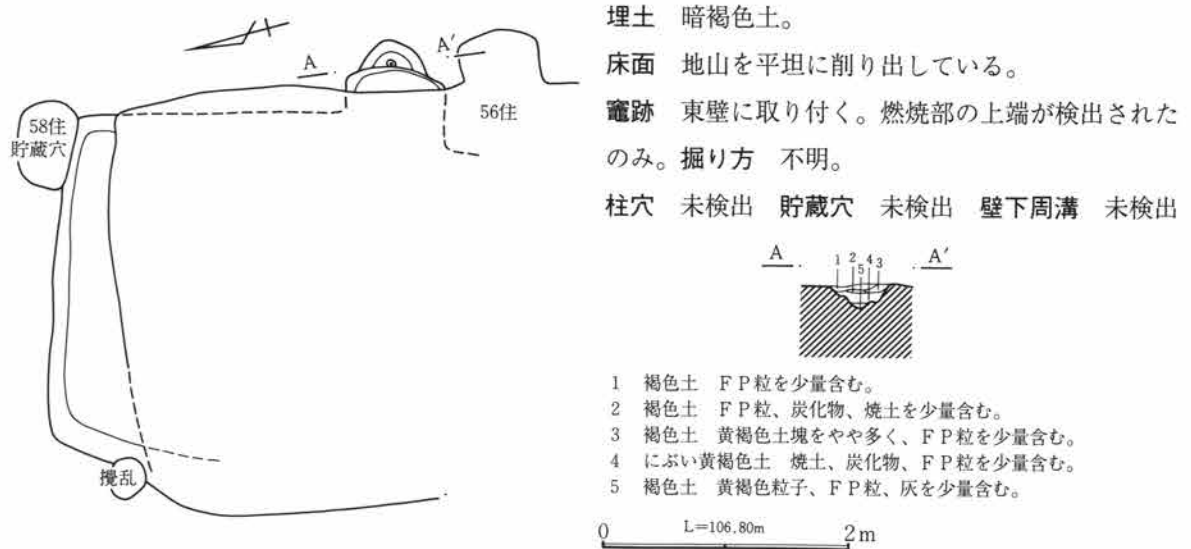 埋土　暗褐色土。
床面　地山を平坦に削り出している。
竈跡　東壁に取り付く。燃焼部の上端が検出された
のみ。掘り方　不明。
柱穴　未検出　貯蔵穴　未検出　壁下周溝　未検出
A
A′
58住
貯蔵穴
56住
攪乱
A
1
2
5
4
3
A′
1　褐色土　ＦＰ粒を少量含む。
2　褐色土　ＦＰ粒、炭化物、焼土を少量含む。
3　褐色土　黄褐色土塊をやや多く、ＦＰ粒を少量含む。
4　にぶい黄褐色土　焼土、炭化物、ＦＰ粒を少量含む。
5　褐色土　黄褐色粒子、ＦＰ粒、灰を少量含む。
0　L=106.80m　2m